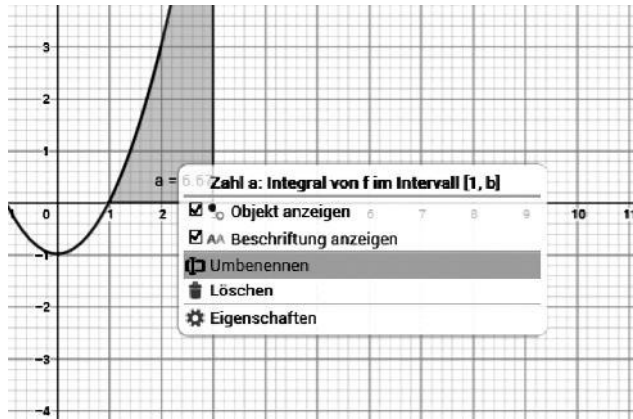 3
2
1
a = 6.67
Zahl a: Integral von f im Intervall [1, b]
0 1 2 6 7 8 9 10 11
Objekt anzeigen
AA Beschriftung anzeigen
-1
Umbenennen
Löschen
-2
Eigenschaften
-3
-4